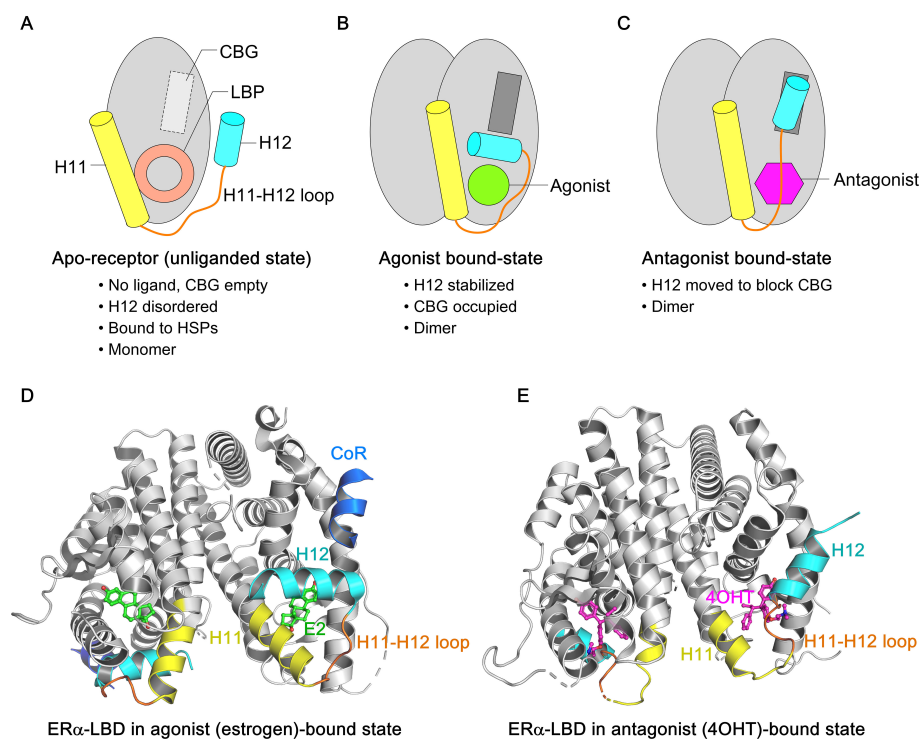 A
CBG
LBP
H12
H11
H11-H12 loop
Apo-receptor (unliganded state)
• No ligand, CBG empty
• H12 disordered
• Bound to HSPs
• Monomer
B
Agonist
Agonist bound-state
• H12 stabilized
• CBG occupied
• Dimer
C
Antagonist
Antagonist bound-state
• H12 moved to block CBG
• Dimer
D
CoR
H12
H11
E2
H11-H12 loop
ERα-LBD in agonist (estrogen)-bound state
E
H12
4OHT
H11
H11-H12 loop
ERα-LBD in antagonist (4OHT)-bound state